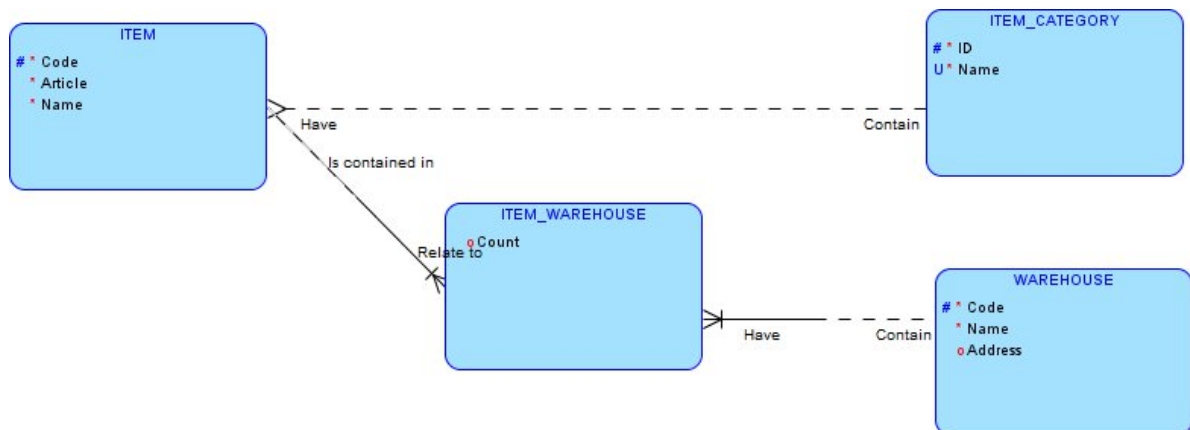 ITEM
# * Code
* Article
* Name
ITEM_CATEGORY
# * ID
U * Name
Have
Contain
Is contained in
Relate to
ITEM_WAREHOUSE
o Count
Have
Contain
WAREHOUSE
# * Code
* Name
o Address